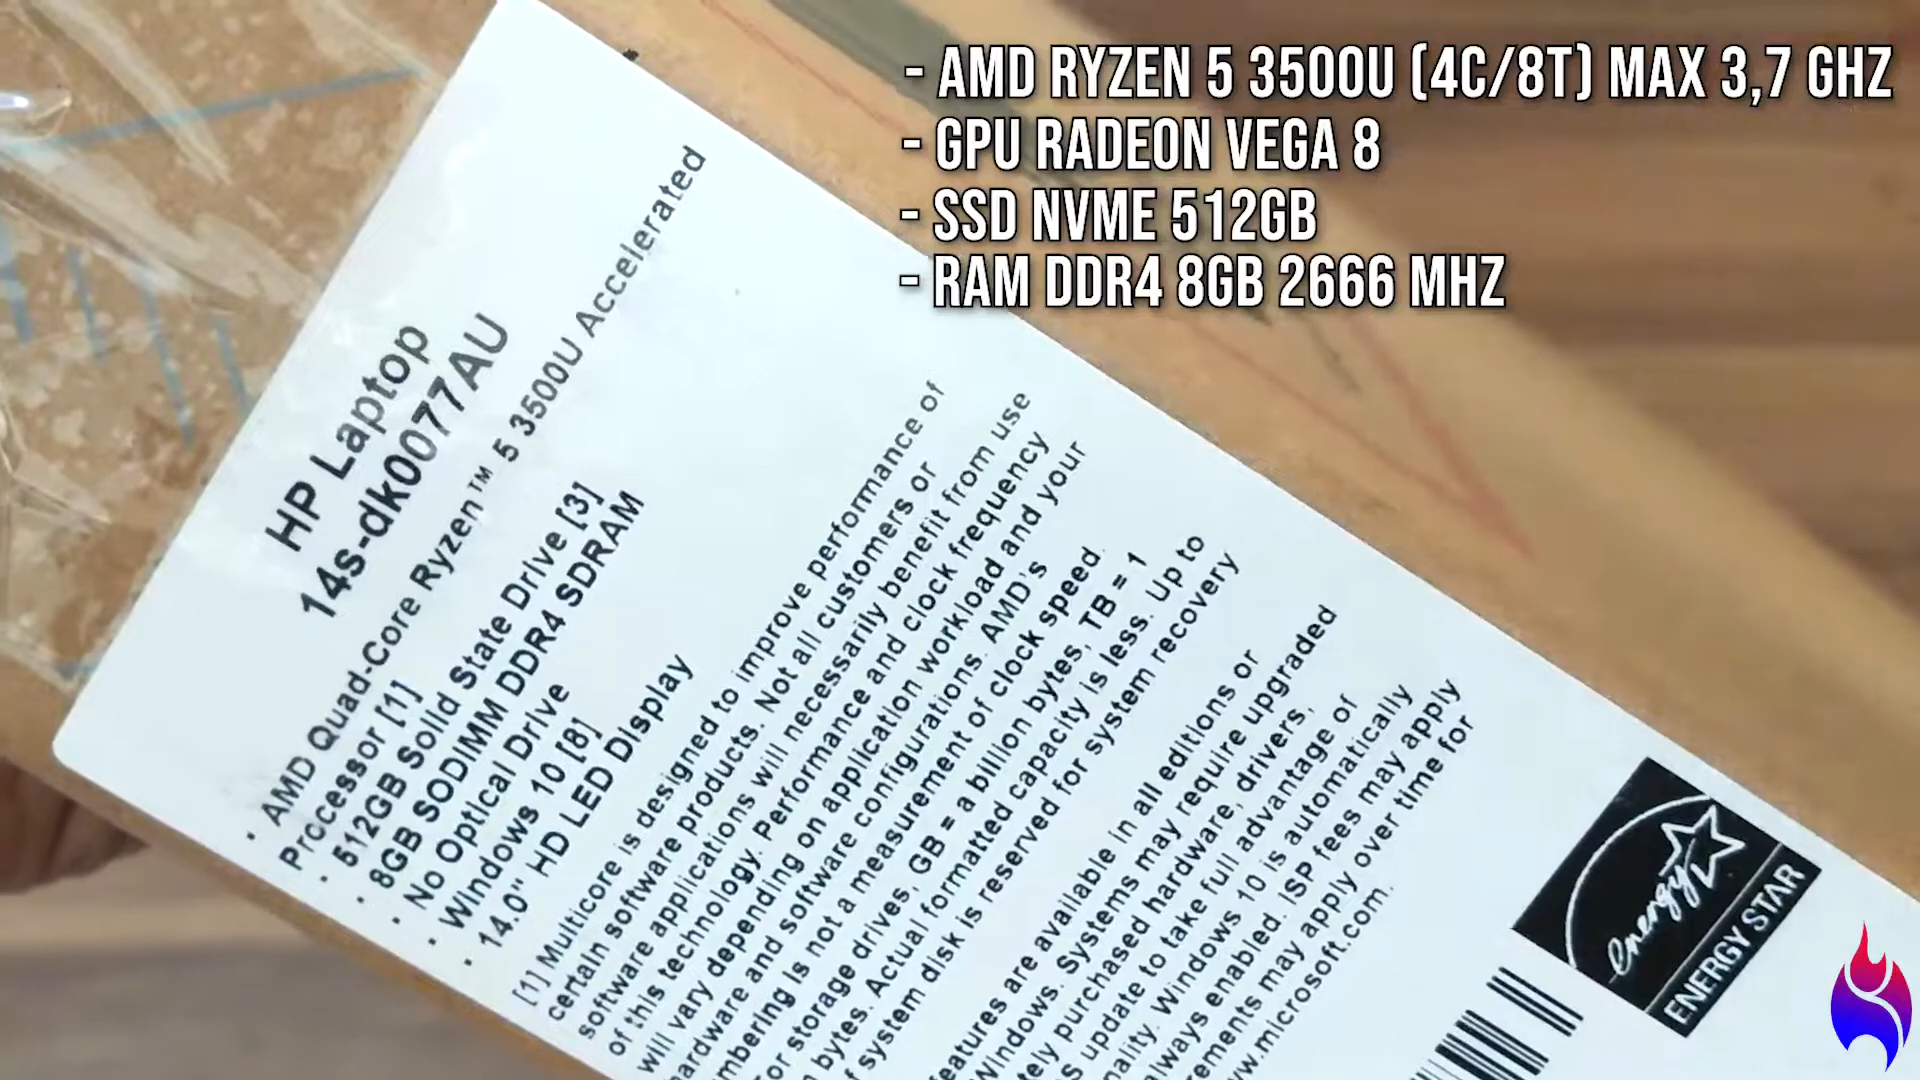 - AMD RYZEN 5 3500U (4C/8T) MAX 3,7 GHZ
- GPU RADEON VEGA 8
- SSD NVME 512GB
- RAM DDR4 8GB 2666 MHZ
HP Laptop
14s-dk0077AU
· AMD Quad-Core Ryzen™ 5 3500U Accelerated
Processor [1]
· 512GB Solid State Drive [3]
· 8GB SODIMM DDR4 SDRAM
· No Optical Drive
· Windows 10 [8]
· 14.0" HD LED Display
[1] Multicore is designed to improve performance of
certain software products. Not all customers or
software applications will necessarily benefit from use
of this technology. Performance and clock frequency
will vary depending on application workload and your
hardware and software configurations. AMD's
is not a measurement of clock speed.
For storage drives, GB = a billion bytes, TB = 1
bytes. Actual formatted capacity is less. Up to
of system disk is reserved for system recovery
features are available in all editions or
Windows. Systems may require upgraded
purchased hardware, drivers,
update to take full advantage of
Windows 10 is automatically
always enabled. ISP fees may apply
may apply over time for
energy
ENERGY STAR